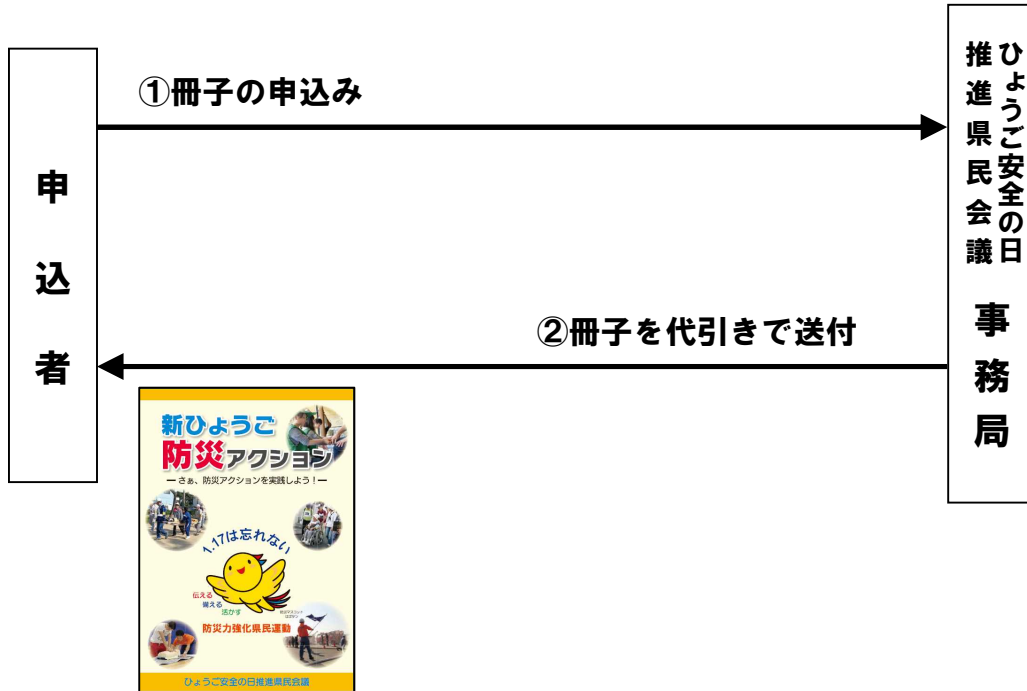 ①冊子の申込み
申込者
ひょうご安全の日
推進県民会議
事務局
②冊子を代引きで送付
新ひょうご
防災アクション
ーさぁ、防災アクションを実践しよう！ー
1.17は忘れない
伝える
備える
活かす
防災力強化県民運動
ひょうご安全の日推進県民会議